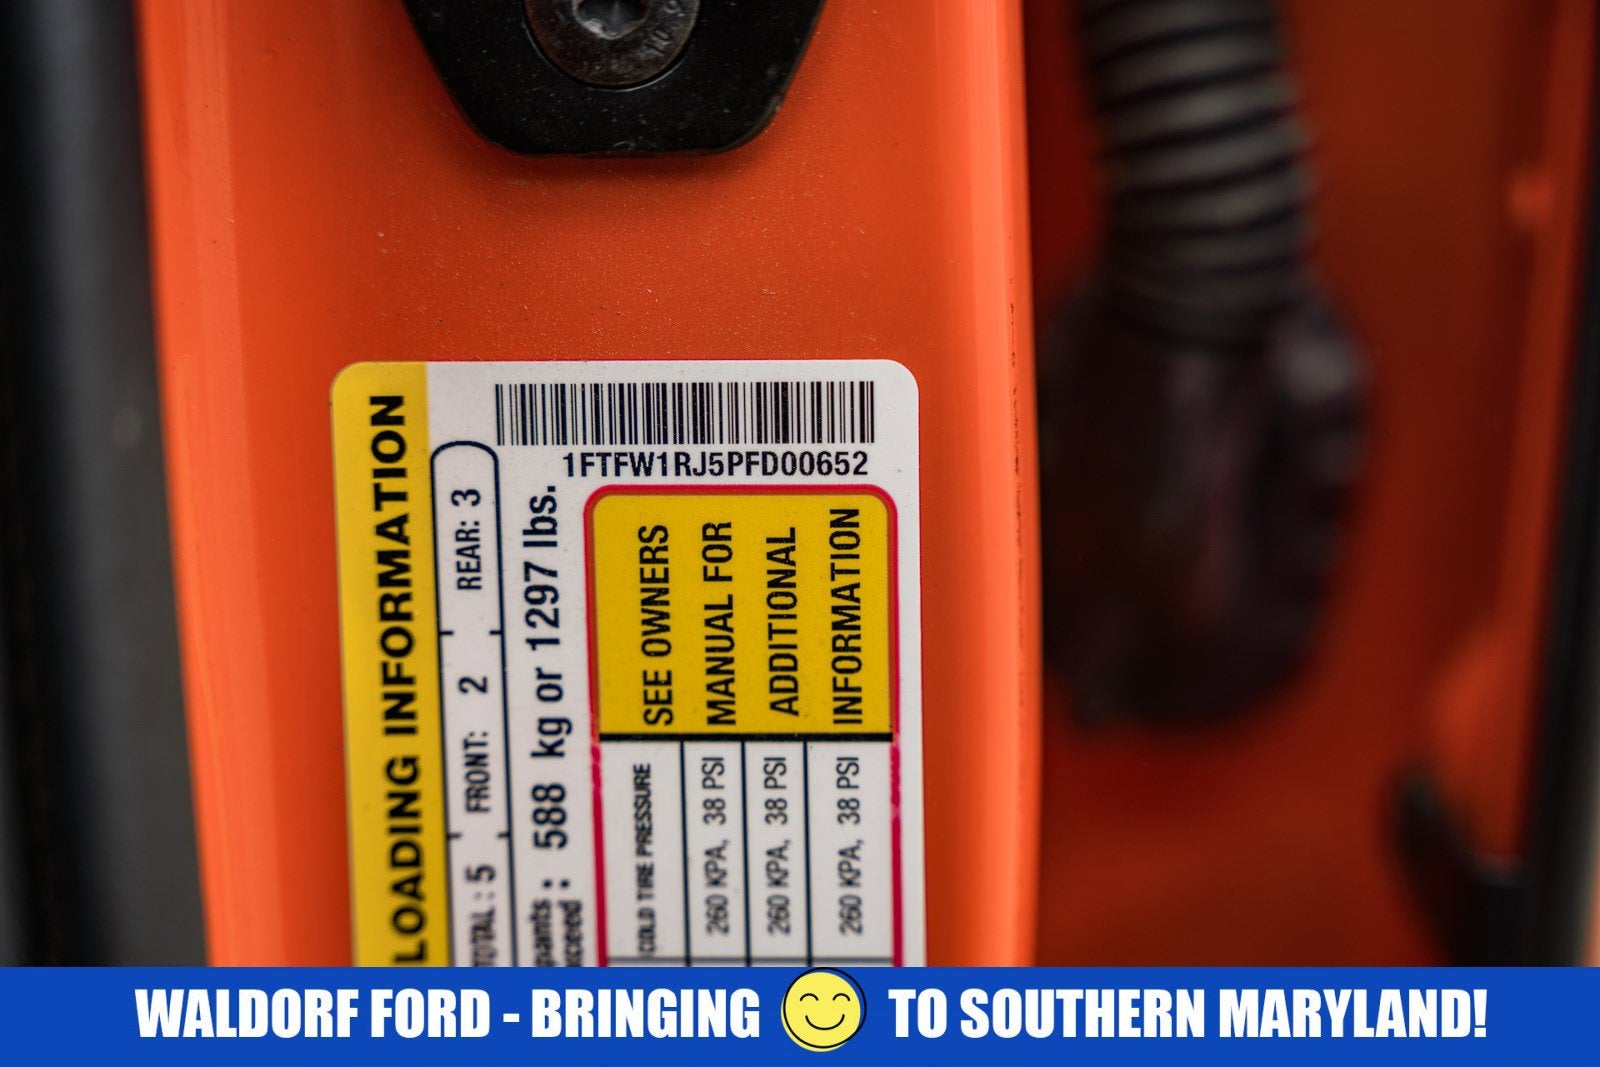 1FTFW1RJ5PFD00652
LOADING INFORMATION
TOTAL : 5 FRONT: 2 REAR: 3
588 kg or 1297 lbs.
SEE OWNERS
MANUAL FOR
ADDITIONAL
INFORMATION
COLD TIRE PRESSURE
260 KPA, 38 PSI
260 KPA, 38 PSI
260 KPA, 38 PSI
WALDORF FORD - BRINGING TO SOUTHERN MARYLAND!